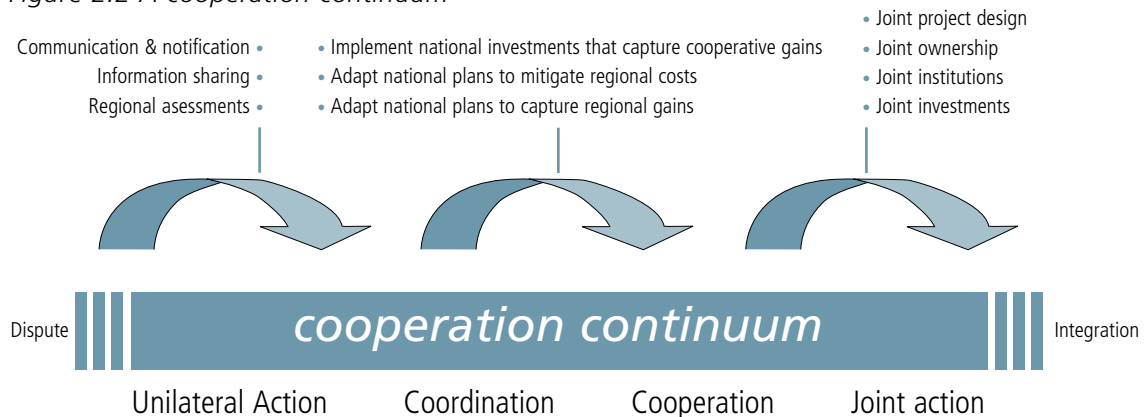 Figure 2.2 A cooperation continuum
Communication & notification •
Information sharing •
Regional asessments •
• Implement national investments that capture cooperative gains
• Adapt national plans to mitigate regional costs
• Adapt national plans to capture regional gains
• Joint project design
• Joint ownership
• Joint institutions
• Joint investments
Dispute
cooperation continuum
Integration
Unilateral Action
Coordination
Cooperation
Joint action